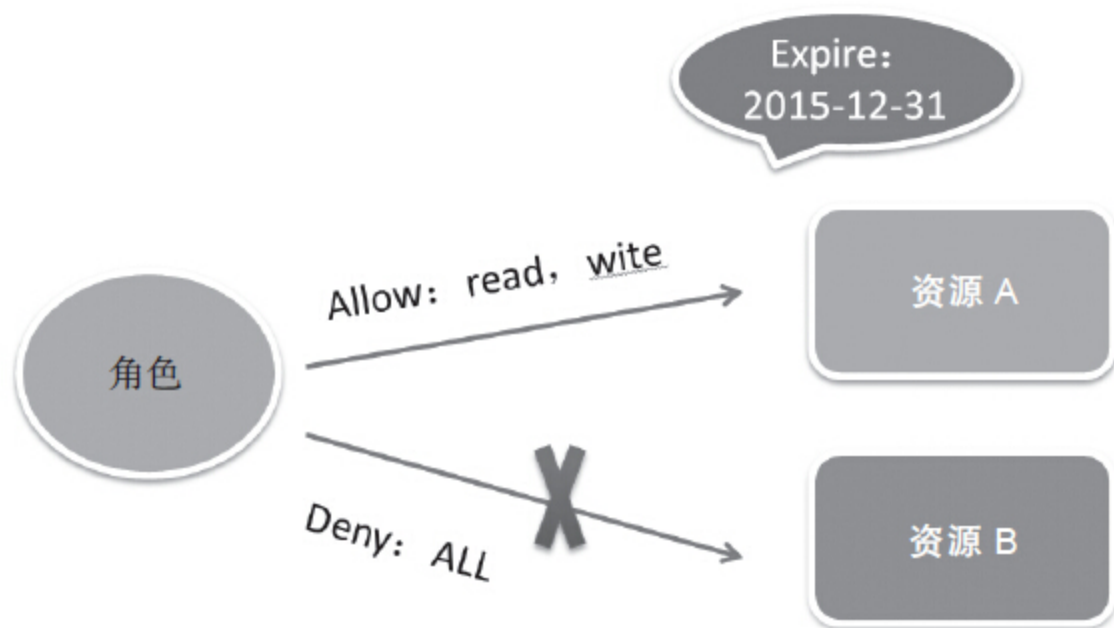 Expire：
2015-12-31
Allow：read，wite
资源 A
角色
Deny：ALL
资源 B